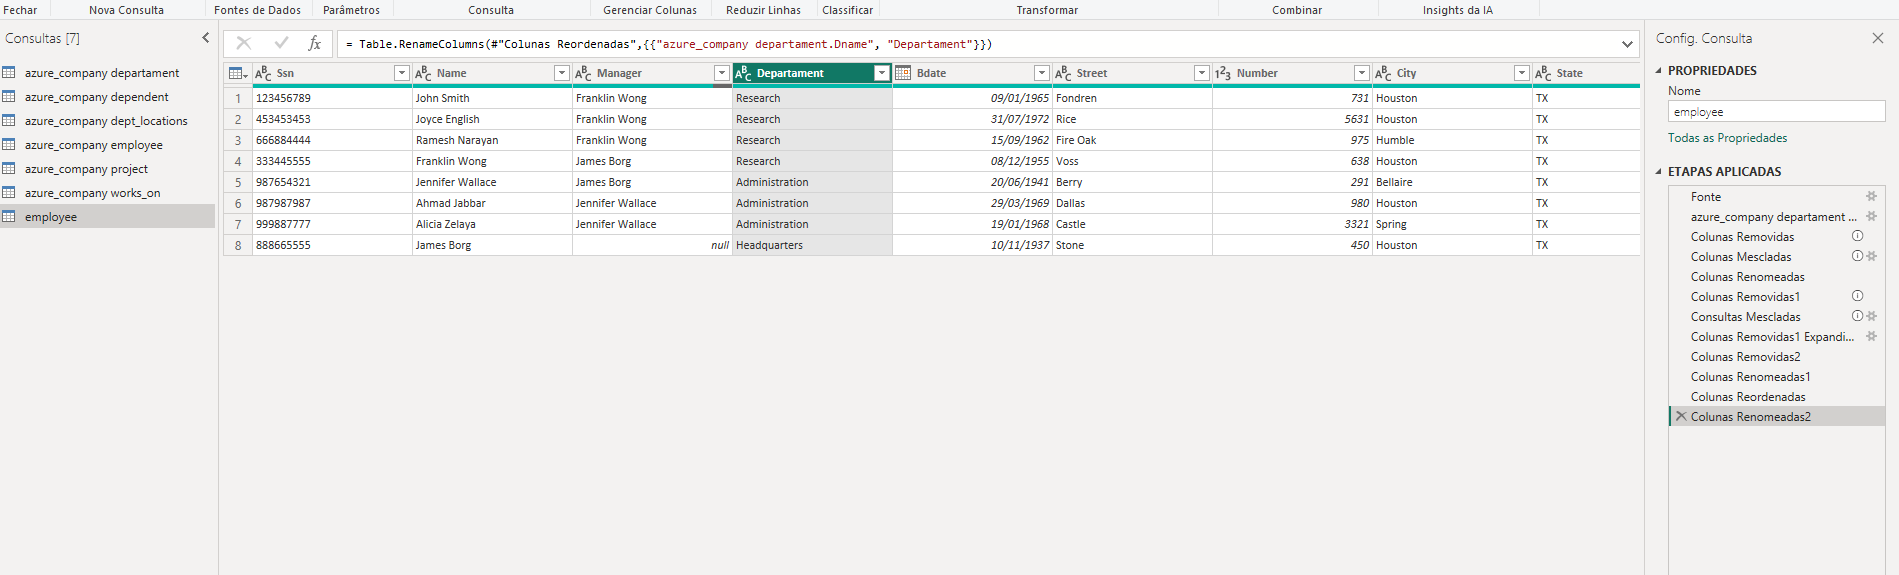 Fechar Nova Consulta Fontes de Dados Parâmetros Consulta Gerenciar Colunas Reduzir Linhas Classificar Transformar Combinar Insights da IA
Consultas [7]
azure_company departament
azure_company dependent
azure_company dept_locations
azure_company employee
azure_company project
azure_company works_on
employee
fx = Table.RenameColumns(#"Colunas Reordenadas",{{"azure_company departament.Dname", "Departament"}})
ABC Ssn ABC Name ABC Manager ABC Departament Bdate ABC Street 123 Number ABC City ABC State
1 123456789 John Smith Franklin Wong Research 09/01/1965 Fondren 731 Houston TX
2 453453453 Joyce English Franklin Wong Research 31/07/1972 Rice 5631 Houston TX
3 666884444 Ramesh Narayan Franklin Wong Research 15/09/1962 Fire Oak 975 Humble TX
4 333445555 Franklin Wong James Borg Research 08/12/1955 Voss 638 Houston TX
5 987654321 Jennifer Wallace James Borg Administration 20/06/1941 Berry 291 Bellaire TX
6 987987987 Ahmad Jabbar Jennifer Wallace Administration 29/03/1969 Dallas 980 Houston TX
7 999887777 Alicia Zelaya Jennifer Wallace Administration 19/01/1968 Castle 3321 Spring TX
8 888665555 James Borg null Headquarters 10/11/1937 Stone 450 Houston TX
Config. Consulta
PROPRIEDADES
Nome
employee
Todas as Propriedades
ETAPAS APLICADAS
Fonte
azure_company departament ...
Colunas Removidas
Colunas Mescladas
Colunas Renomeadas
Colunas Removidas1
Consultas Mescladas
Colunas Removidas1 Expandi...
Colunas Removidas2
Colunas Renomeadas1
Colunas Reordenadas
Colunas Renomeadas2